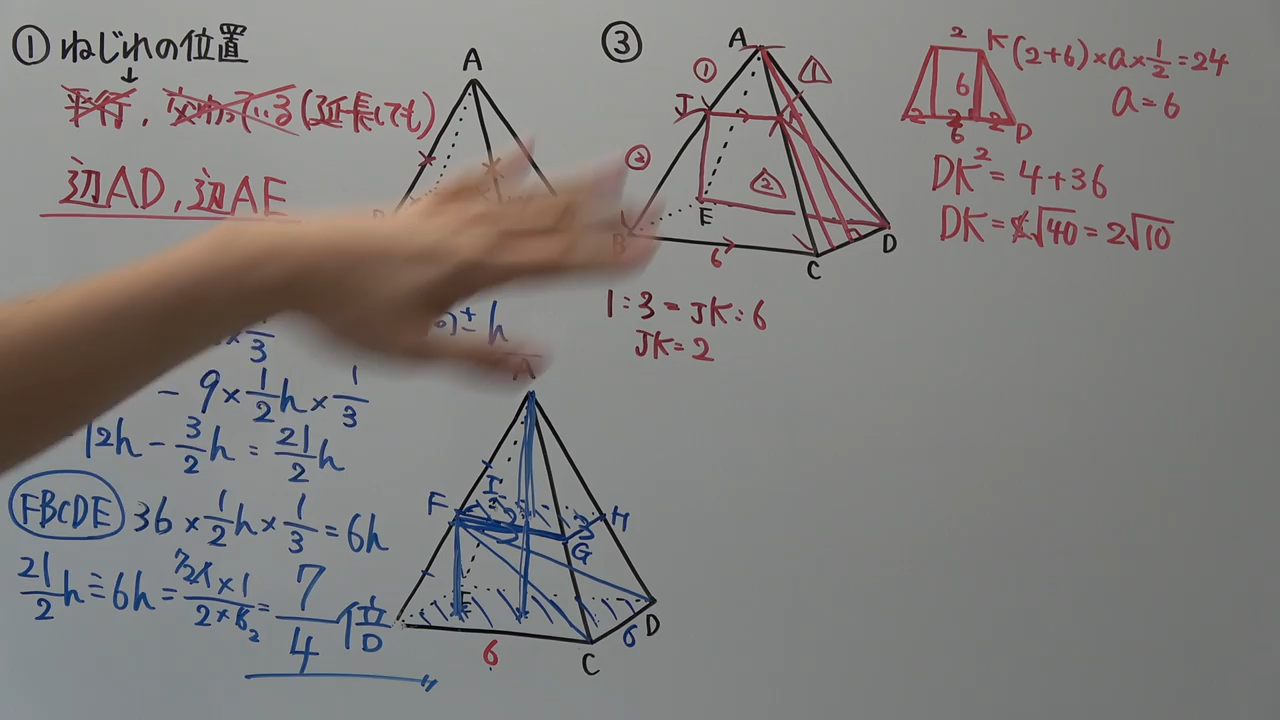 ① ねじれの位置
平行, 交わっている(延長しても)
辺AD, 辺AE
A
1/3
- 9×1/2h×1/3
12h - 3/2h = 21/2h
FBCDE 36×1/2h×1/3 = 6h
21/2h ÷ 6h = 21×1/2×6 = 7/4倍
h
A
F
I
H
G
E
D
D
C
6
6
3
③
A
① △1
J
② △2
E
B
6
C
D
1:3 = JK:6
JK = 2
2
K
6
2 6 2
D
(2+6)×a×1/2=24
a=6
DK² = 4+36
DK = √40 = 2√10